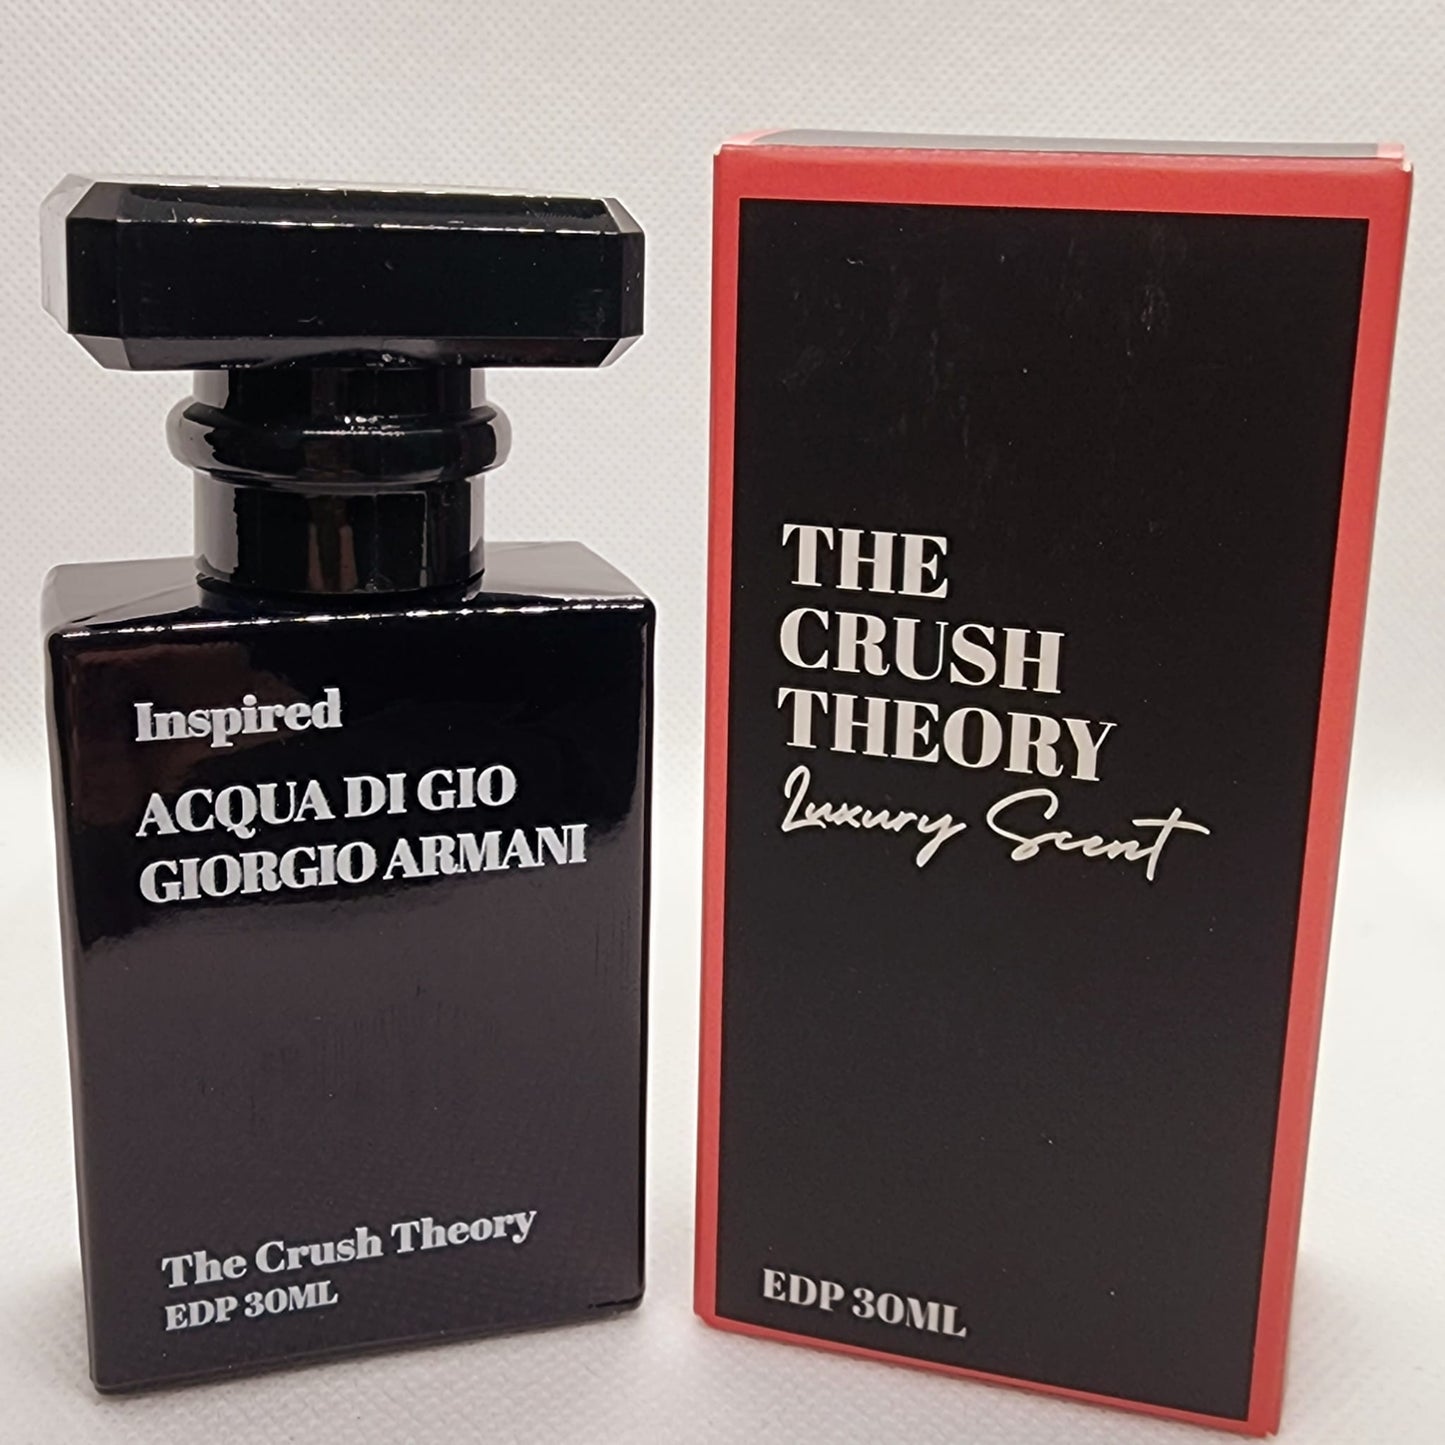 Inspired
ACQUA DI GIO
GIORGIO ARMANI
The Crush Theory
EDP 30ML
THE
CRUSH
THEORY
Luxury Scent
EDP 30ML